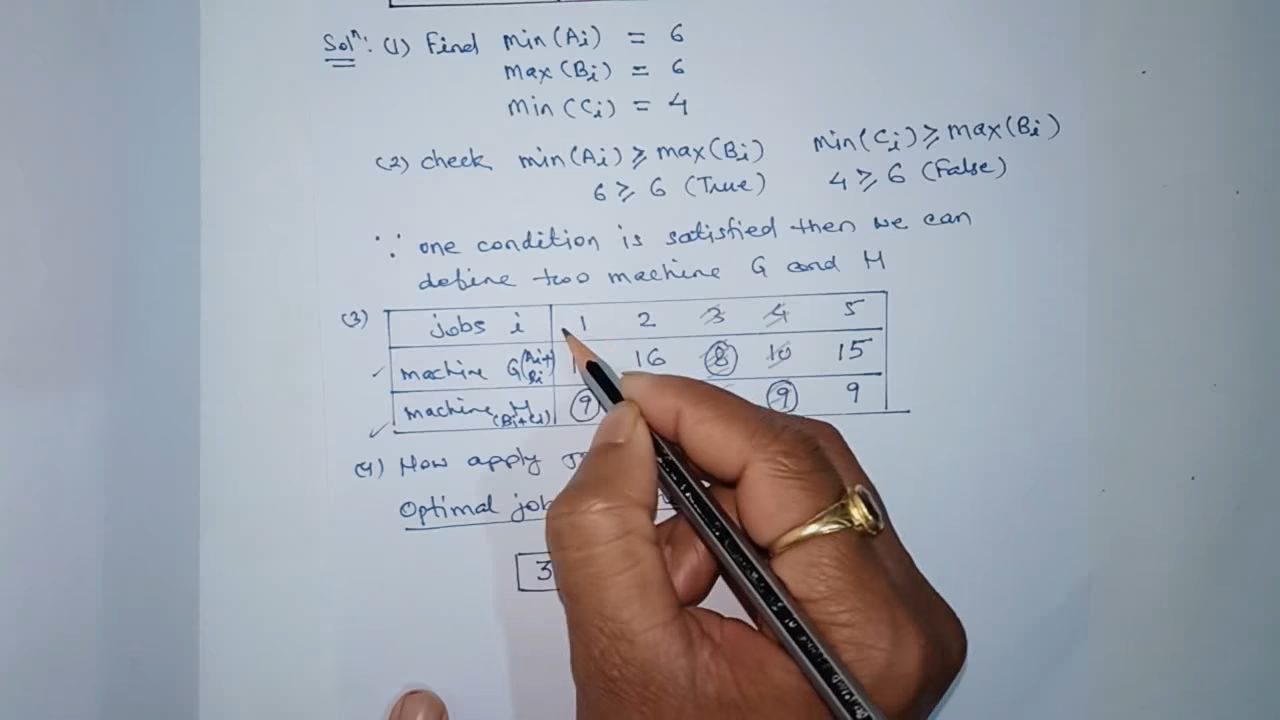 Solⁿ: (1) Find min(Ai) = 6
max(Bi) = 6
min(Ci) = 4
(2) check min(Ai) ⩾ max(Bi) min(Ci) ⩾ max(Bi)
6 ⩾ 6 (True) 4 ⩾ 6 (False)
∵ one condition is satisfied then we can
define two machine G and H
(3) jobs i 1 2 3 4 5
machine G(Ai+Bi) 16 8 10 15
machine H (Bi+Ci) 9 9 9
(4) Now apply
Optimal job
3